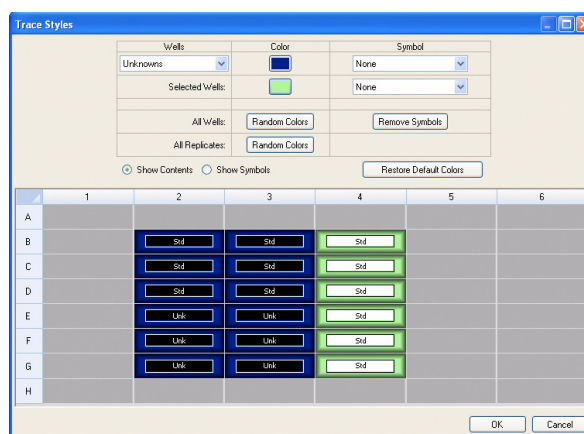 Trace Styles
Wells Color Symbol
Unknowns None
Selected Wells: None
All Wells: Random Colors Remove Symbols
All Replicates: Random Colors
Show Contents Show Symbols Restore Default Colors
1 2 3 4 5 6
A
B Std Std Std
C Std Std Std
D Std Std Std
E Unk Unk Std
F Unk Unk Std
G Unk Unk Std
H
OK Cancel